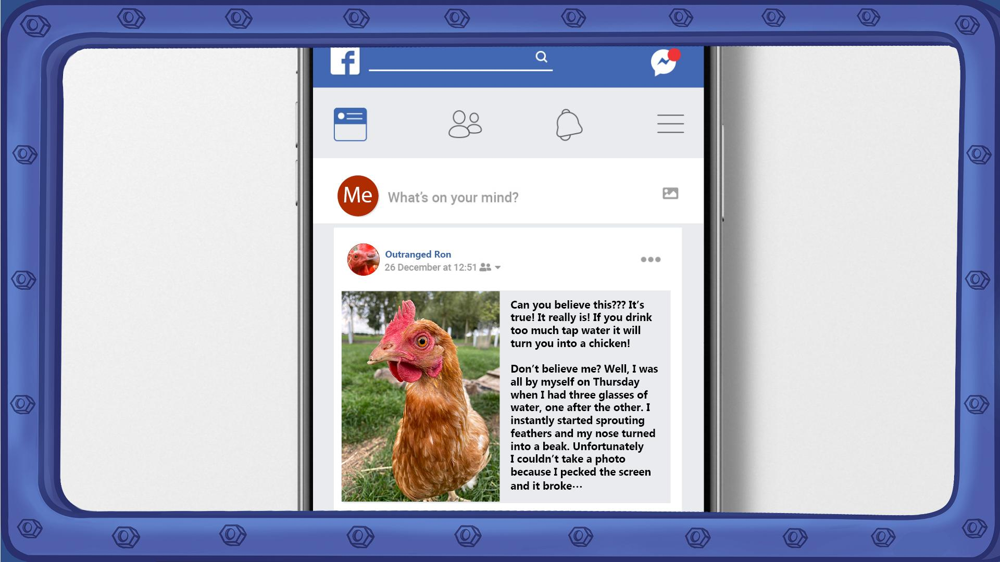 f
Me
What's on your mind?
Outranged Ron
26 December at 12:51
Can you believe this??? It's
true! It really is! If you drink
too much tap water it will
turn you into a chicken!
Don't believe me? Well, I was
all by myself on Thursday
when I had three glasses of
water, one after the other. I
instantly started sprouting
feathers and my nose turned
into a beak. Unfortunately
I couldn't take a photo
because I pecked the screen
and it broke···